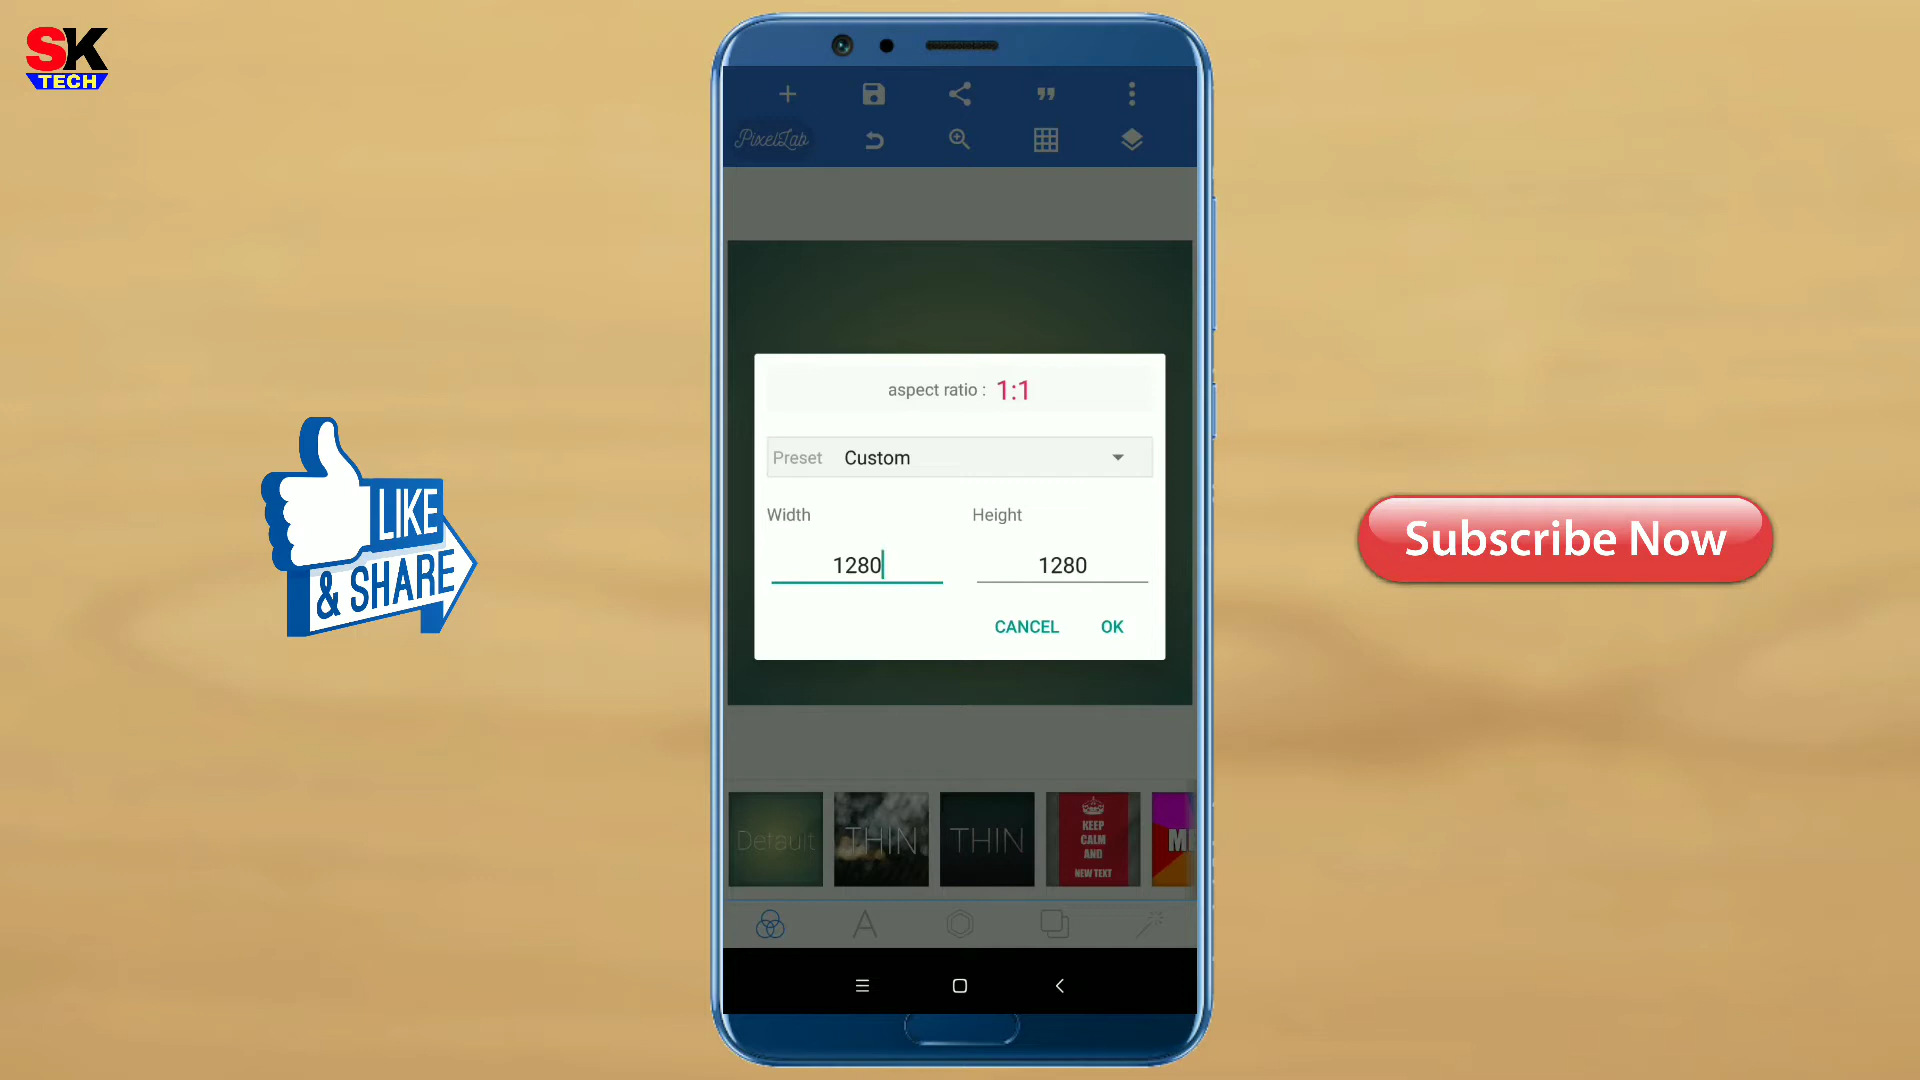 SK
TECH
PixelLab
aspect ratio : 1:1
Preset Custom
Width Height
1280 1280
CANCEL OK
LIKE
& SHARE
Subscribe Now
Default
THIN
THIN
KEEP
CALM
AND
NEW TEXT